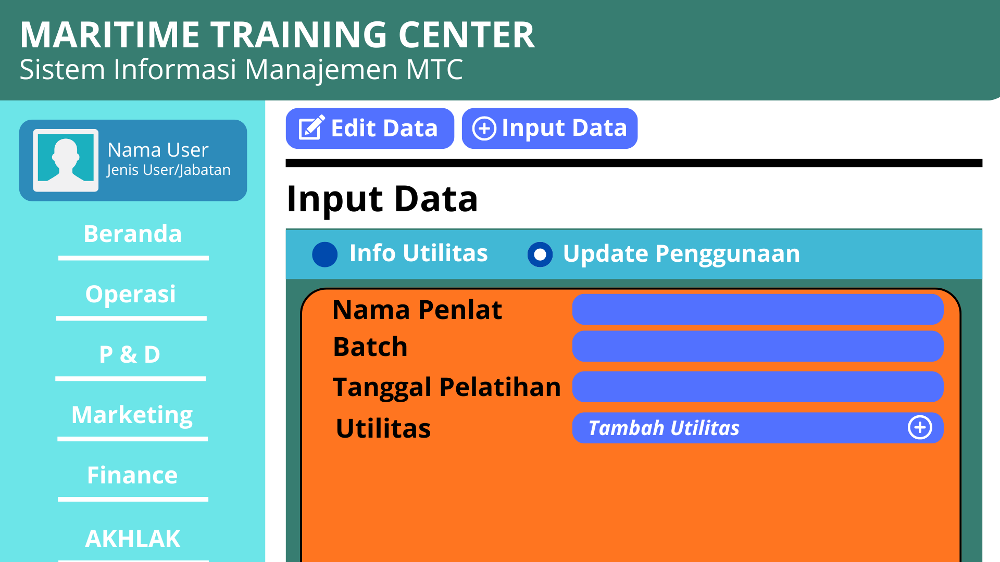 MARITIME TRAINING CENTER
Sistem Informasi Manajemen MTC
Nama User
Jenis User/Jabatan
Beranda
Operasi
P & D
Marketing
Finance
AKHLAK
Edit Data
Input Data
Input Data
Info Utilitas
Update Penggunaan
Nama Penlat
Batch
Tanggal Pelatihan
Utilitas
Tambah Utilitas